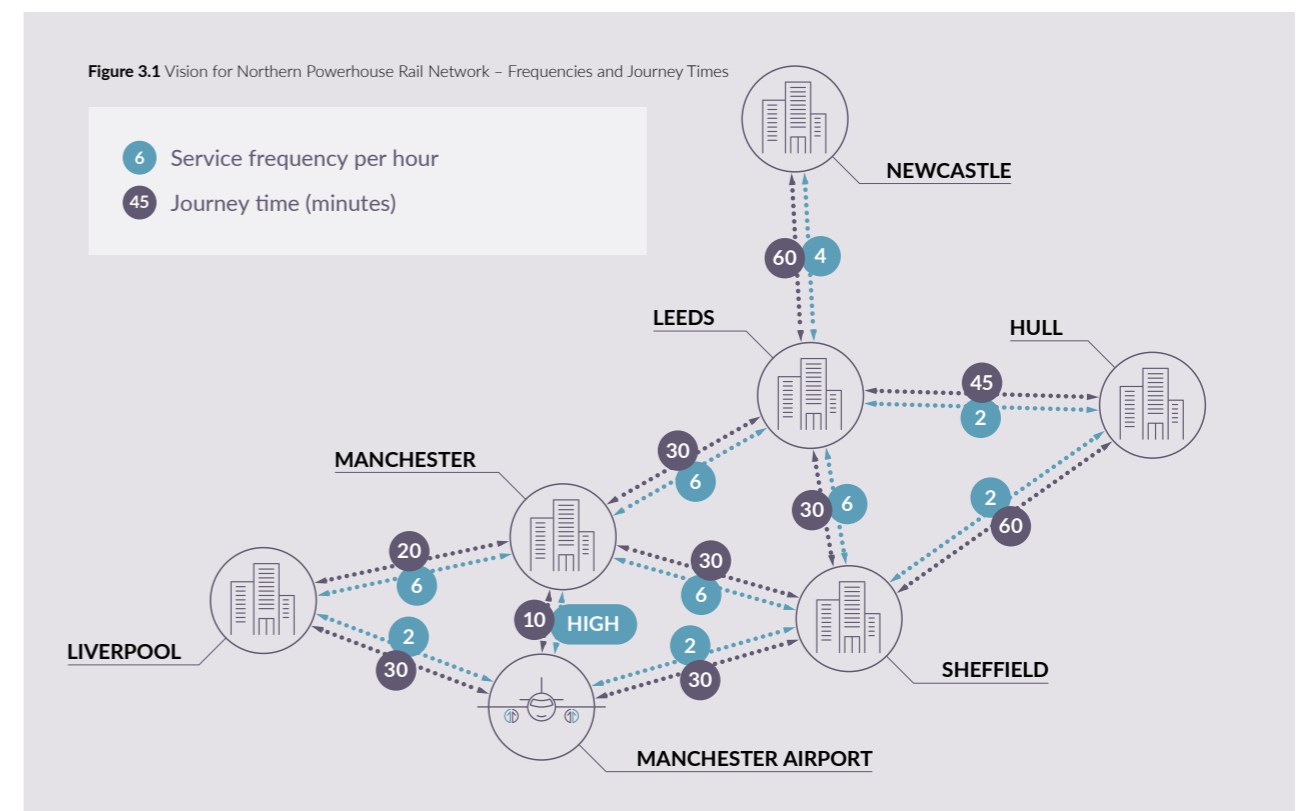 Figure 3.1 Vision for Northern Powerhouse Rail Network – Frequencies and Journey Times
6 Service frequency per hour
45 Journey time (minutes)
NEWCASTLE
60 4
LEEDS
HULL
45
2
30
6
MANCHESTER
30 6
2
60
20
6
30
6
10 HIGH
LIVERPOOL
2
30
2
30
SHEFFIELD
MANCHESTER AIRPORT